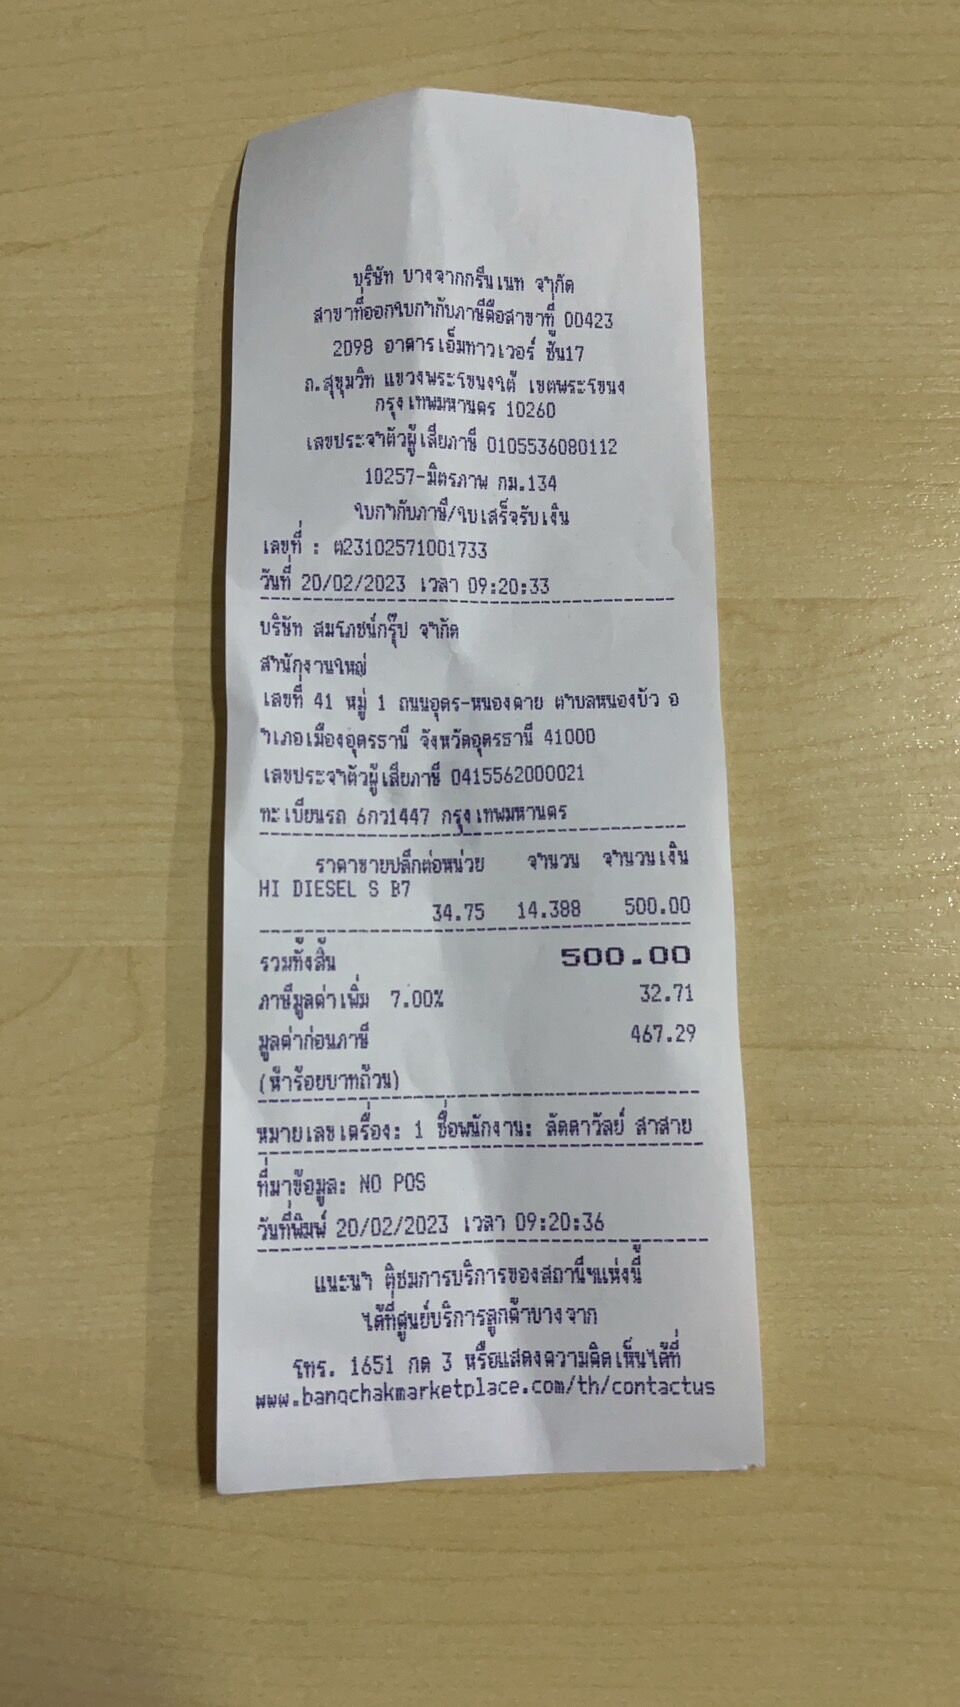 บริษัท บางจากกรีนเนท จำกัด
สาขาที่ออกใบกำกับภาษีคือสาขาที่ 00423
2098 อาคารเอ็มทาวเวอร์ ชั้น17
ถ.สุขุมวิท แขวงพระโขนงใต้ เขตพระโขนง
กรุงเทพมหานคร 10260
เลขประจำตัวผู้เสียภาษี 0105536080112
10257-มิตรภาพ กม.134
ใบกำกับภาษี/ใบเสร็จรับเงิน
เลขที่ : ต23102571001733
วันที่ 20/02/2023 เวลา 09:20:33
บริษัท สมโภชน์กรุ๊ป จำกัด
สำนักงานใหญ่
เลขที่ 41 หมู่ 1 ถนนอุดร-หนองคาย ตำบลหนองบัว อ
ำเภอเมืองอุดรธานี จังหวัดอุดรธานี 41000
เลขประจำตัวผู้เสียภาษี 0415562000021
ทะเบียนรถ 6กว1447 กรุงเทพมหานคร
ราคาขายปลีกต่อหน่วย จำนวน จำนวนเงิน
HI DIESEL S B7
34.75 14.388 500.00
รวมทั้งสิ้น 500.00
ภาษีมูลค่าเพิ่ม 7.00% 32.71
มูลค่าก่อนภาษี 467.29
(ห้าร้อยบาทถ้วน)
หมายเลขเครื่อง: 1 ชื่อพนักงาน: ลัดดาวัลย์ สาสาย
ที่มาข้อมูล: NO POS
วันที่พิมพ์ 20/02/2023 เวลา 09:20:36
แนะนำ ติชมการบริการของสถานีฯแห่งนี้
ได้ที่ศูนย์บริการลูกค้าบางจาก
โทร. 1651 กด 3 หรือแสดงความคิดเห็นได้ที่
www.bangchakmarketplace.com/th/contactus